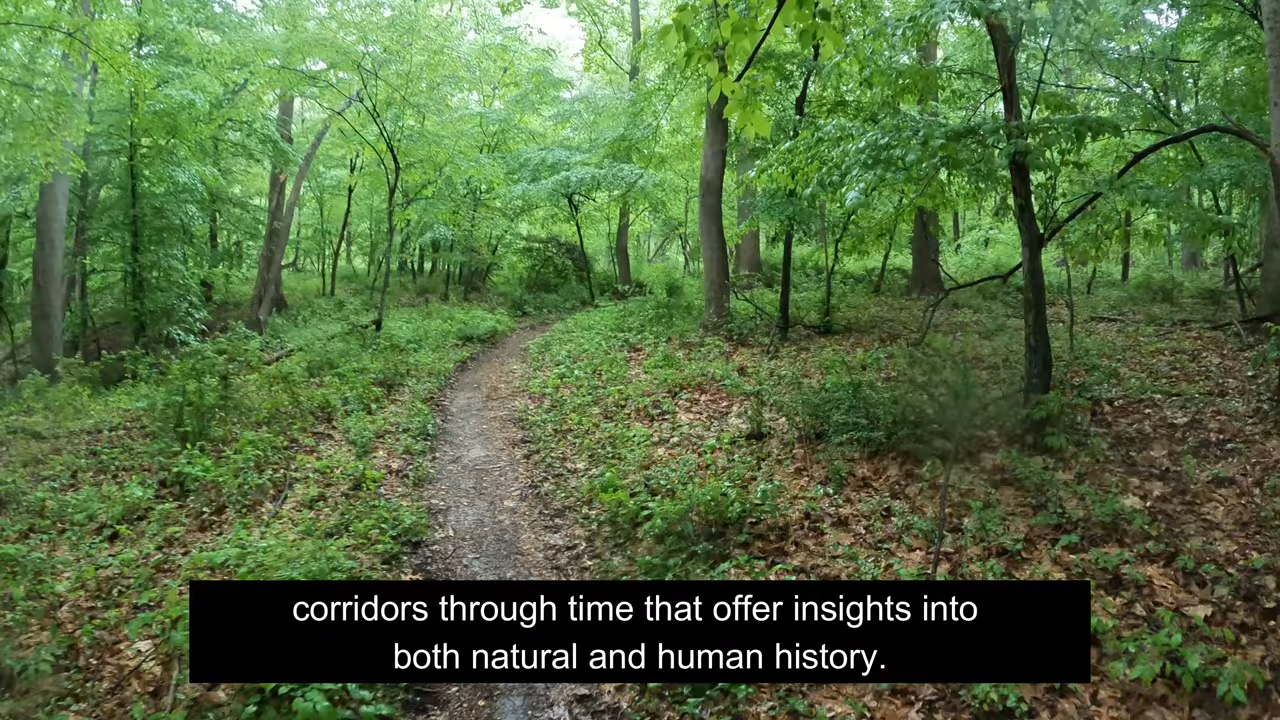 corridors through time that offer insights into
both natural and human history.